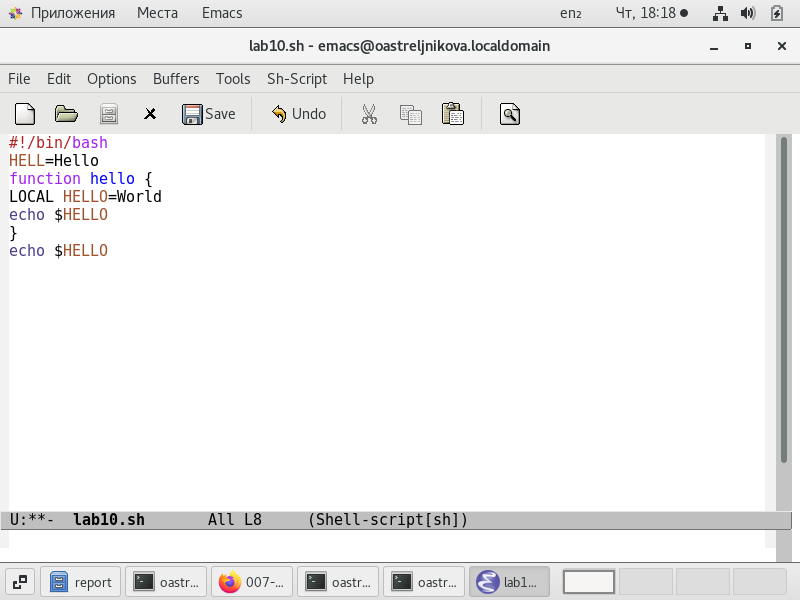 Приложения Места Emacs en₂ Чт, 18:18
lab10.sh - emacs@oastreljnikova.localdomain
File Edit Options Buffers Tools Sh-Script Help
Save Undo
#!/bin/bash
HELL=Hello
function hello {
LOCAL HELLO=World
echo $HELLO
}
echo $HELLO
U:**- lab10.sh All L8 (Shell-script[sh])
report oastr... 007-... oastr... oastr... lab1...